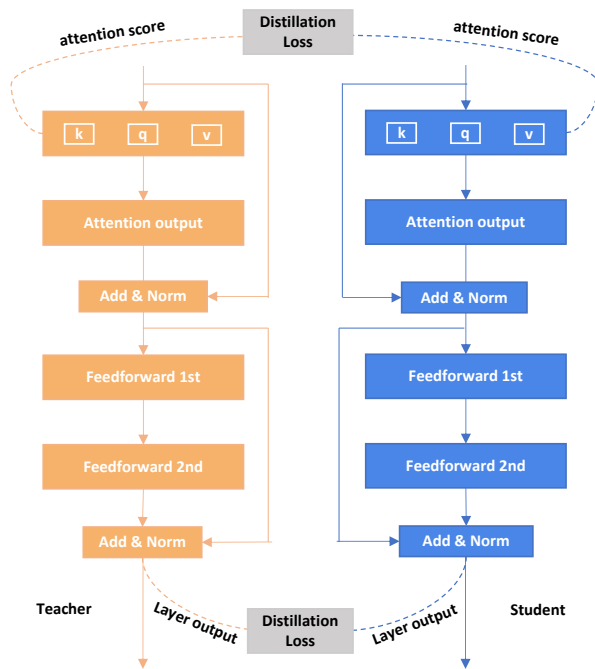 attention score
Distillation
Loss
attention score
k q v
k q v
Attention output
Attention output
Add & Norm
Add & Norm
Feedforward 1st
Feedforward 1st
Feedforward 2nd
Feedforward 2nd
Add & Norm
Add & Norm
Teacher
Layer output
Distillation
Loss
Layer output
Student